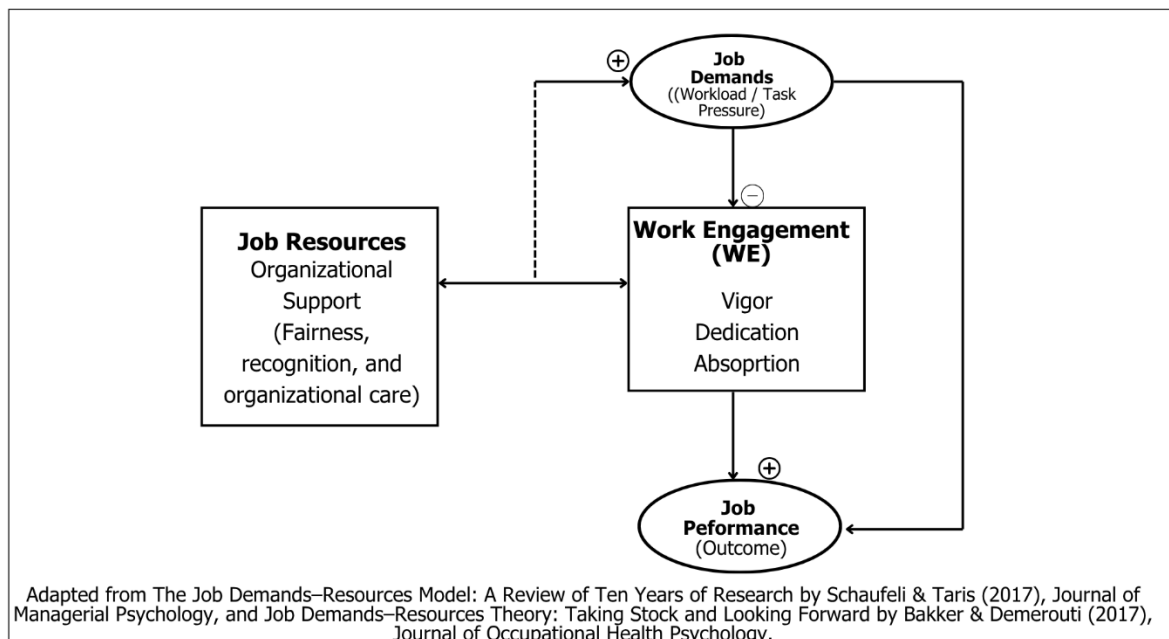 +
Job
Demands
((Workload / Task
Pressure)
−
Job Resources
Organizational
Support
(Fairness,
recognition, and
organizational care)
Work Engagement
(WE)
Vigor
Dedication
Absoprtion
+
Job
Peformance
(Outcome)
Adapted from The Job Demands–Resources Model: A Review of Ten Years of Research by Schaufeli & Taris (2017), Journal of
Managerial Psychology, and Job Demands–Resources Theory: Taking Stock and Looking Forward by Bakker & Demerouti (2017),
Journal of Occupational Health Psychology.